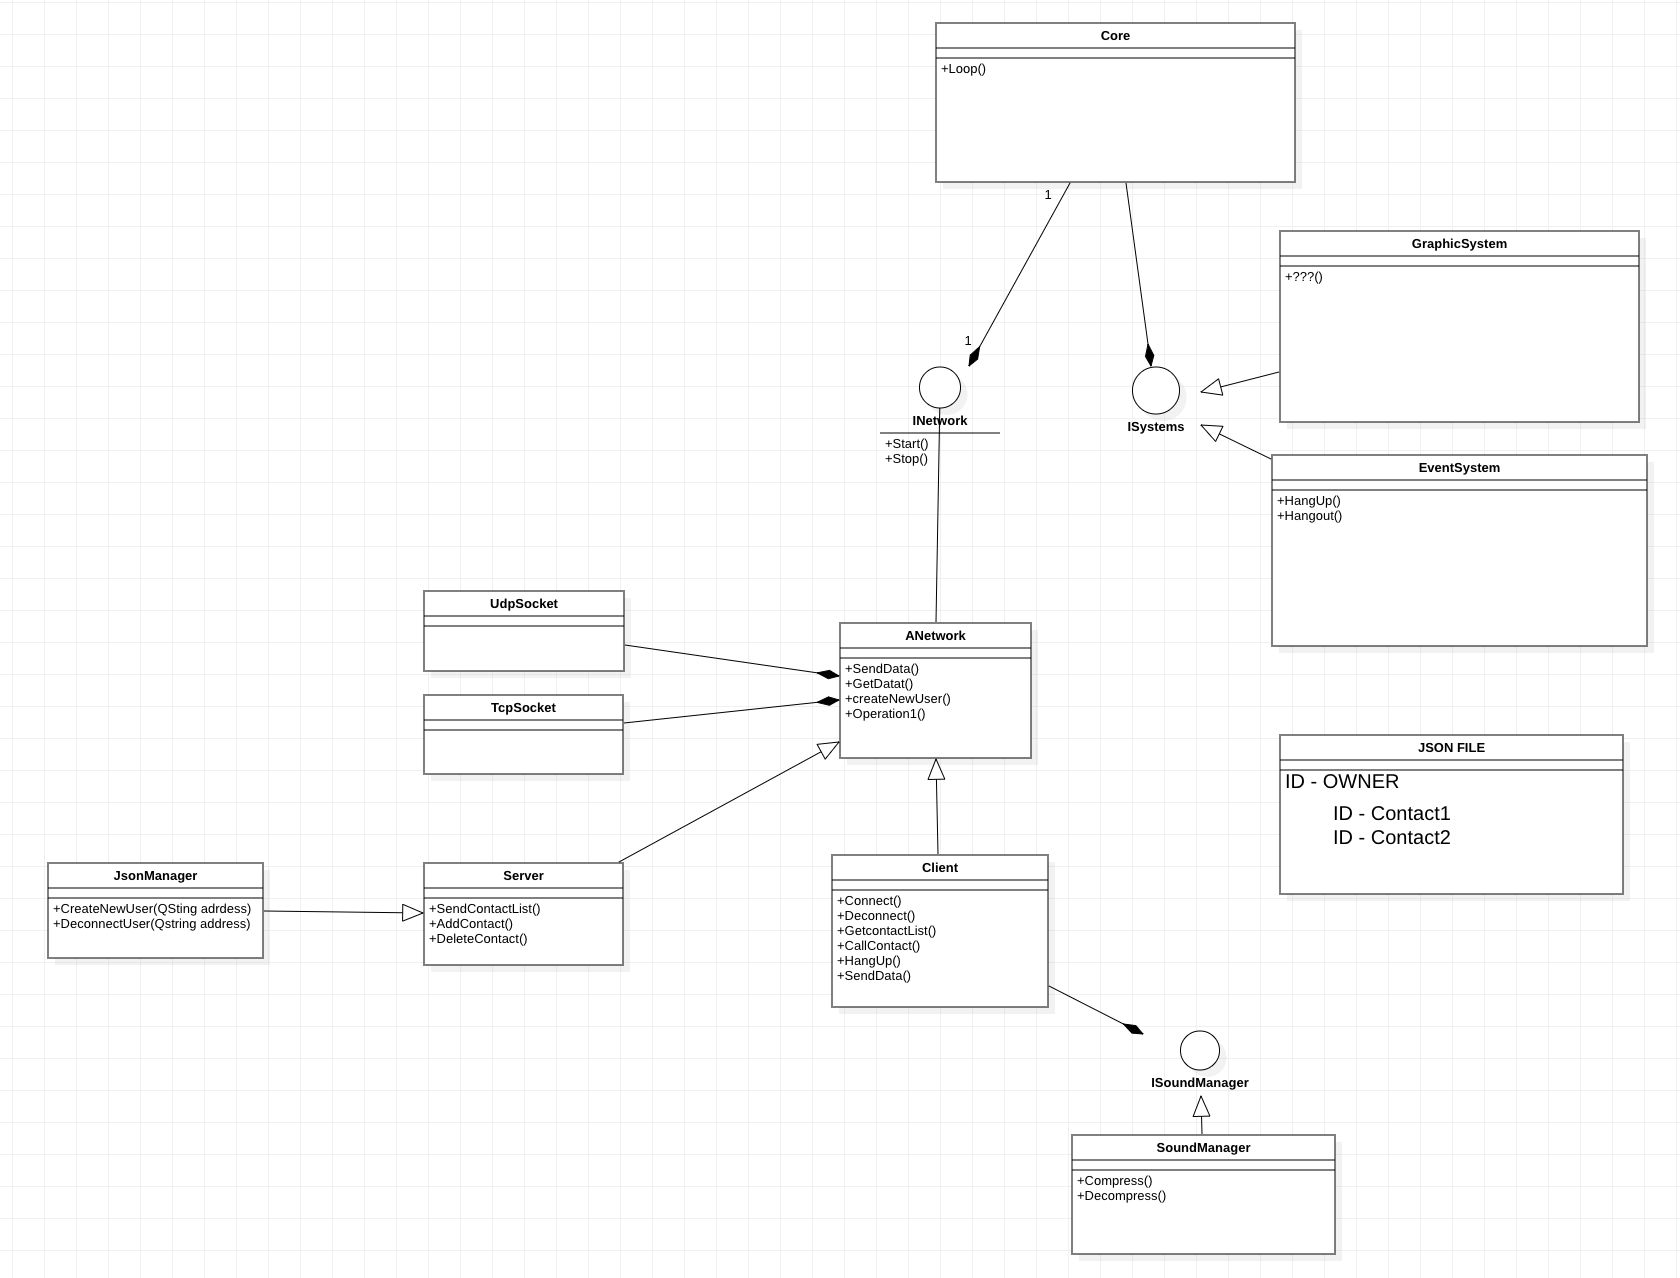 Core
+Loop()
1
GraphicSystem
+???()
1
INetwork
+Start()
+Stop()
ISystems
EventSystem
+HangUp()
+Hangout()
UdpSocket
TcpSocket
ANetwork
+SendData()
+GetDatat()
+createNewUser()
+Operation1()
JSON FILE
ID - OWNER
ID - Contact1
ID - Contact2
JsonManager
+CreateNewUser(QSting adrdess)
+DeconnectUser(Qstring address)
Server
+SendContactList()
+AddContact()
+DeleteContact()
Client
+Connect()
+Deconnect()
+GetcontactList()
+CallContact()
+HangUp()
+SendData()
ISoundManager
SoundManager
+Compress()
+Decompress()